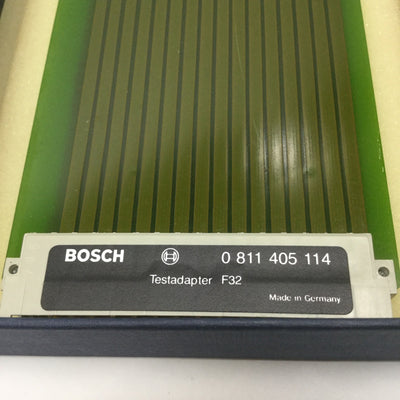 BOSCH 0 811 405 114
Testadapter F32
Made in Germany